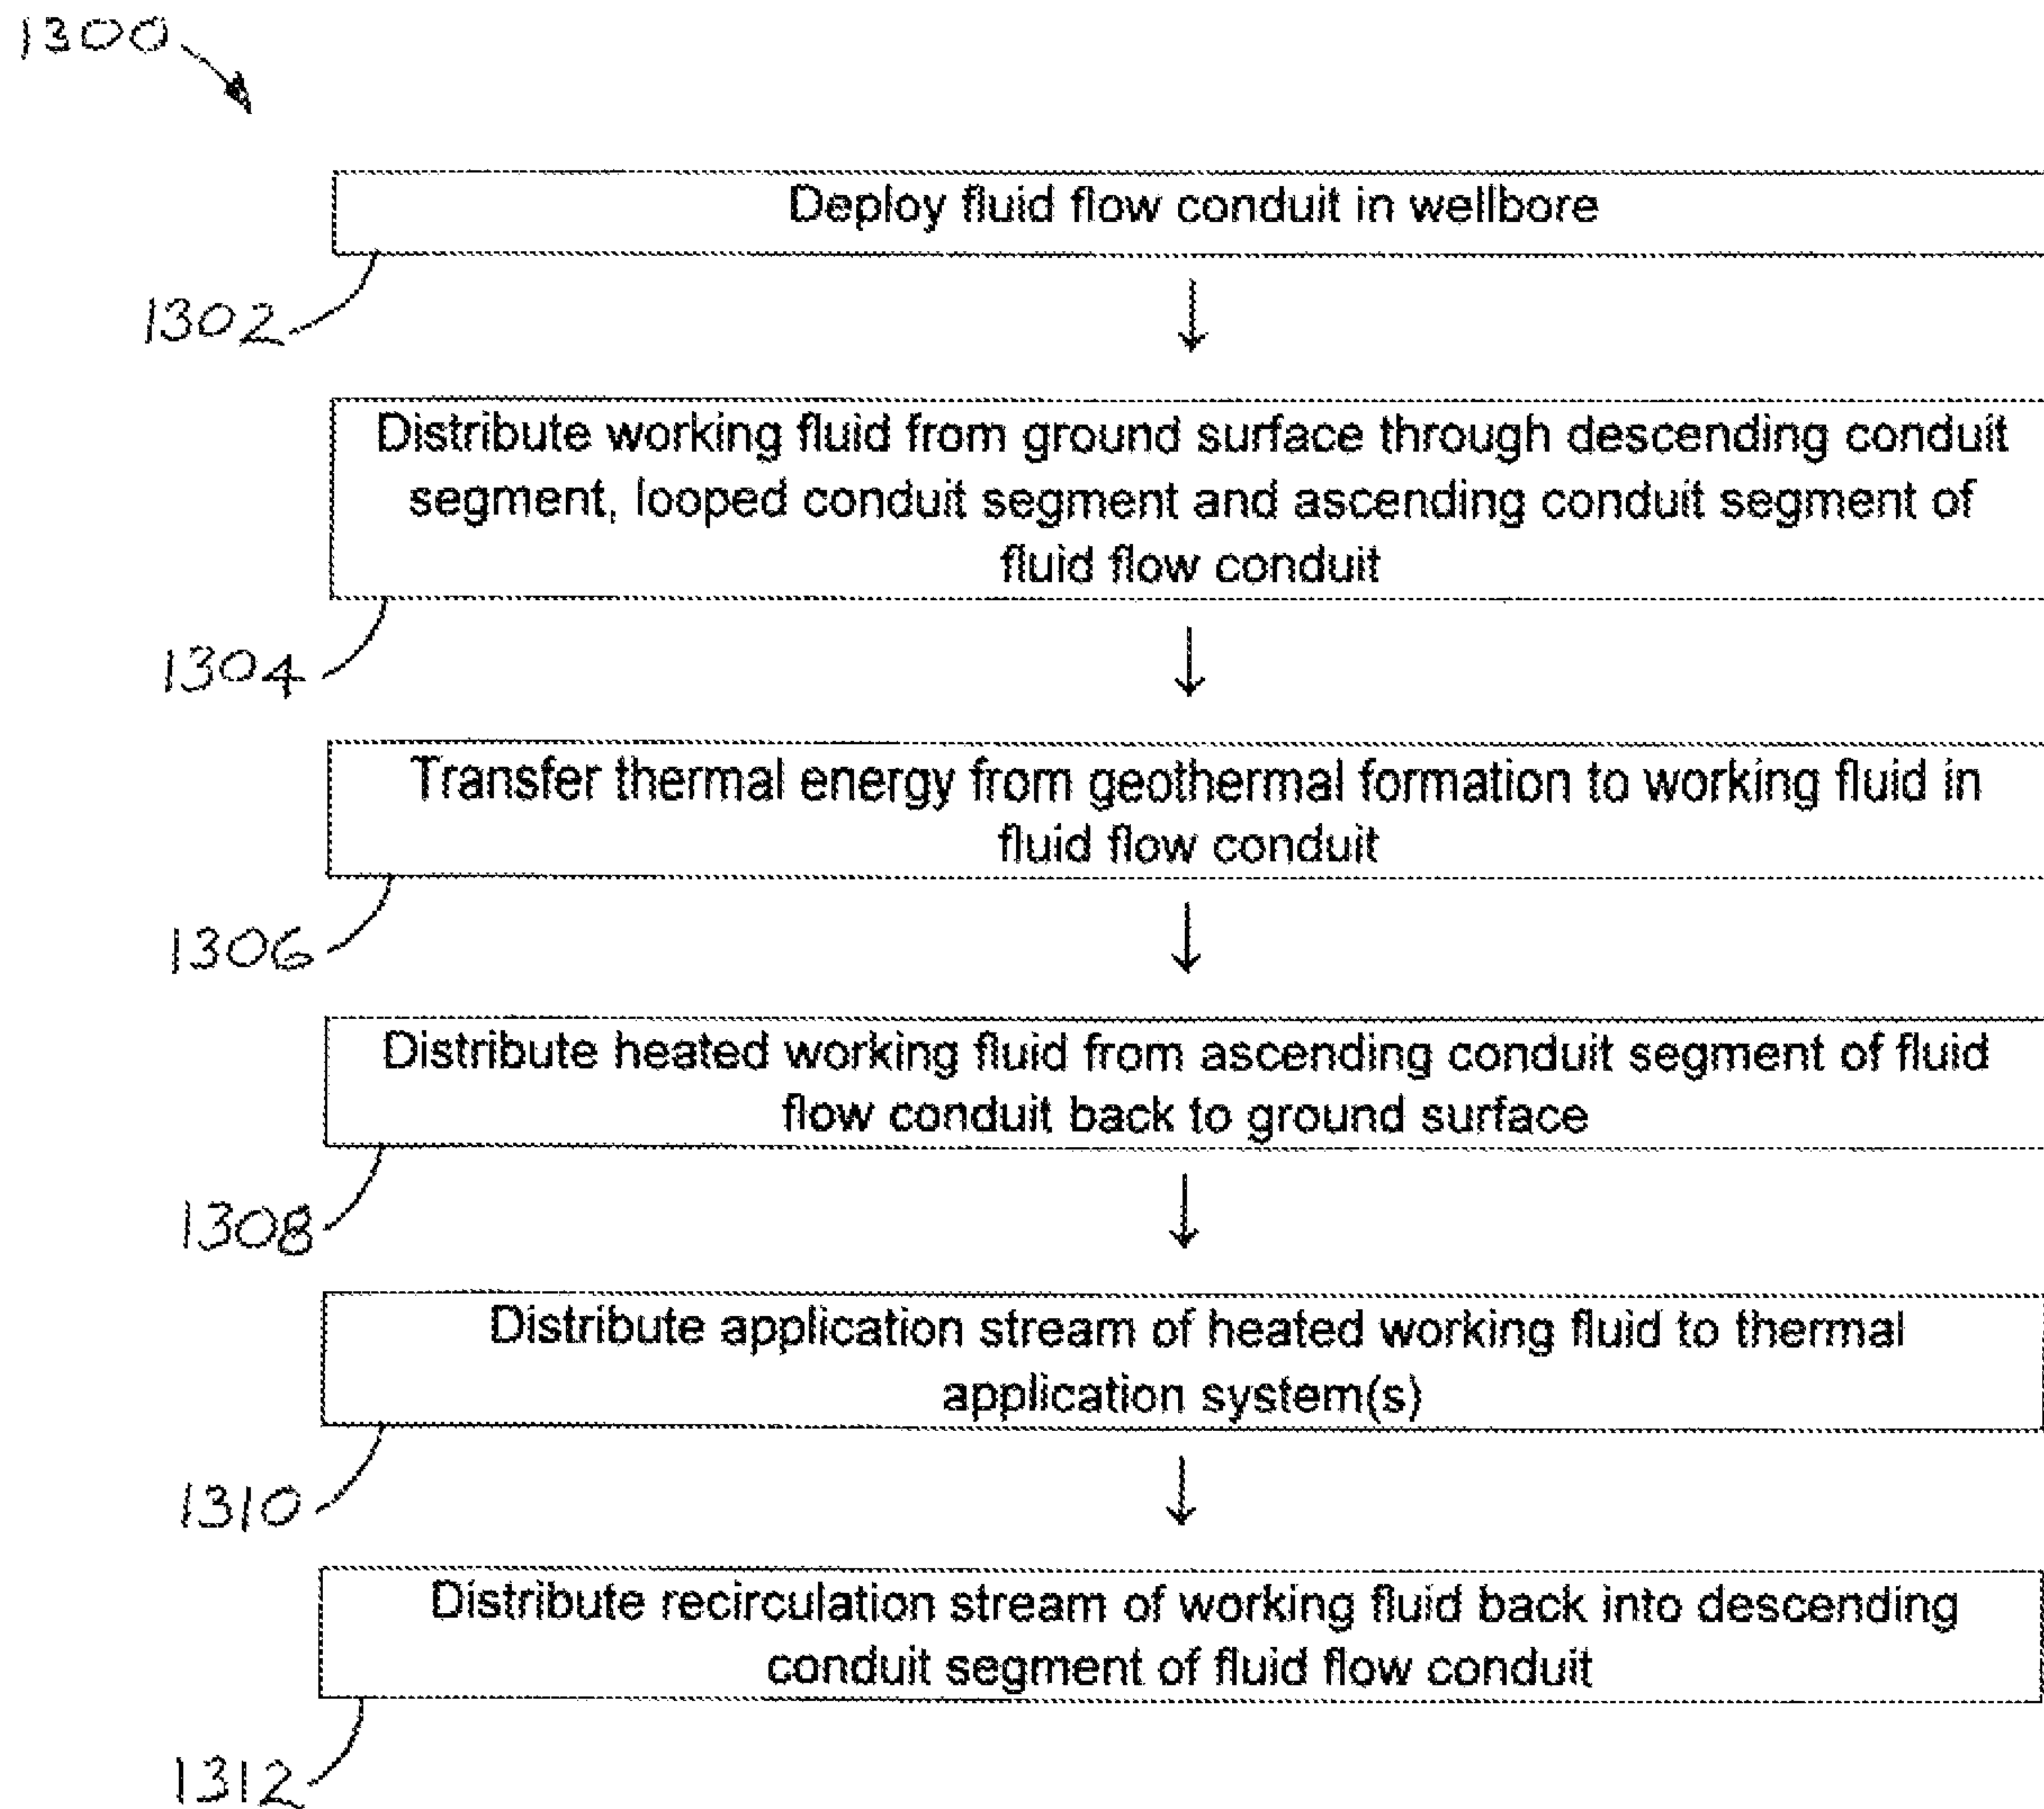 1300
Deploy fluid flow conduit in wellbore
1302
Distribute working fluid from ground surface through descending conduit
segment, looped conduit segment and ascending conduit segment of
fluid flow conduit
1304
Transfer thermal energy from geothermal formation to working fluid in
fluid flow conduit
1306
Distribute heated working fluid from ascending conduit segment of fluid
flow conduit back to ground surface
1308
Distribute application stream of heated working fluid to thermal
application system(s)
1310
Distribute recirculation stream of working fluid back into descending
conduit segment of fluid flow conduit
1312